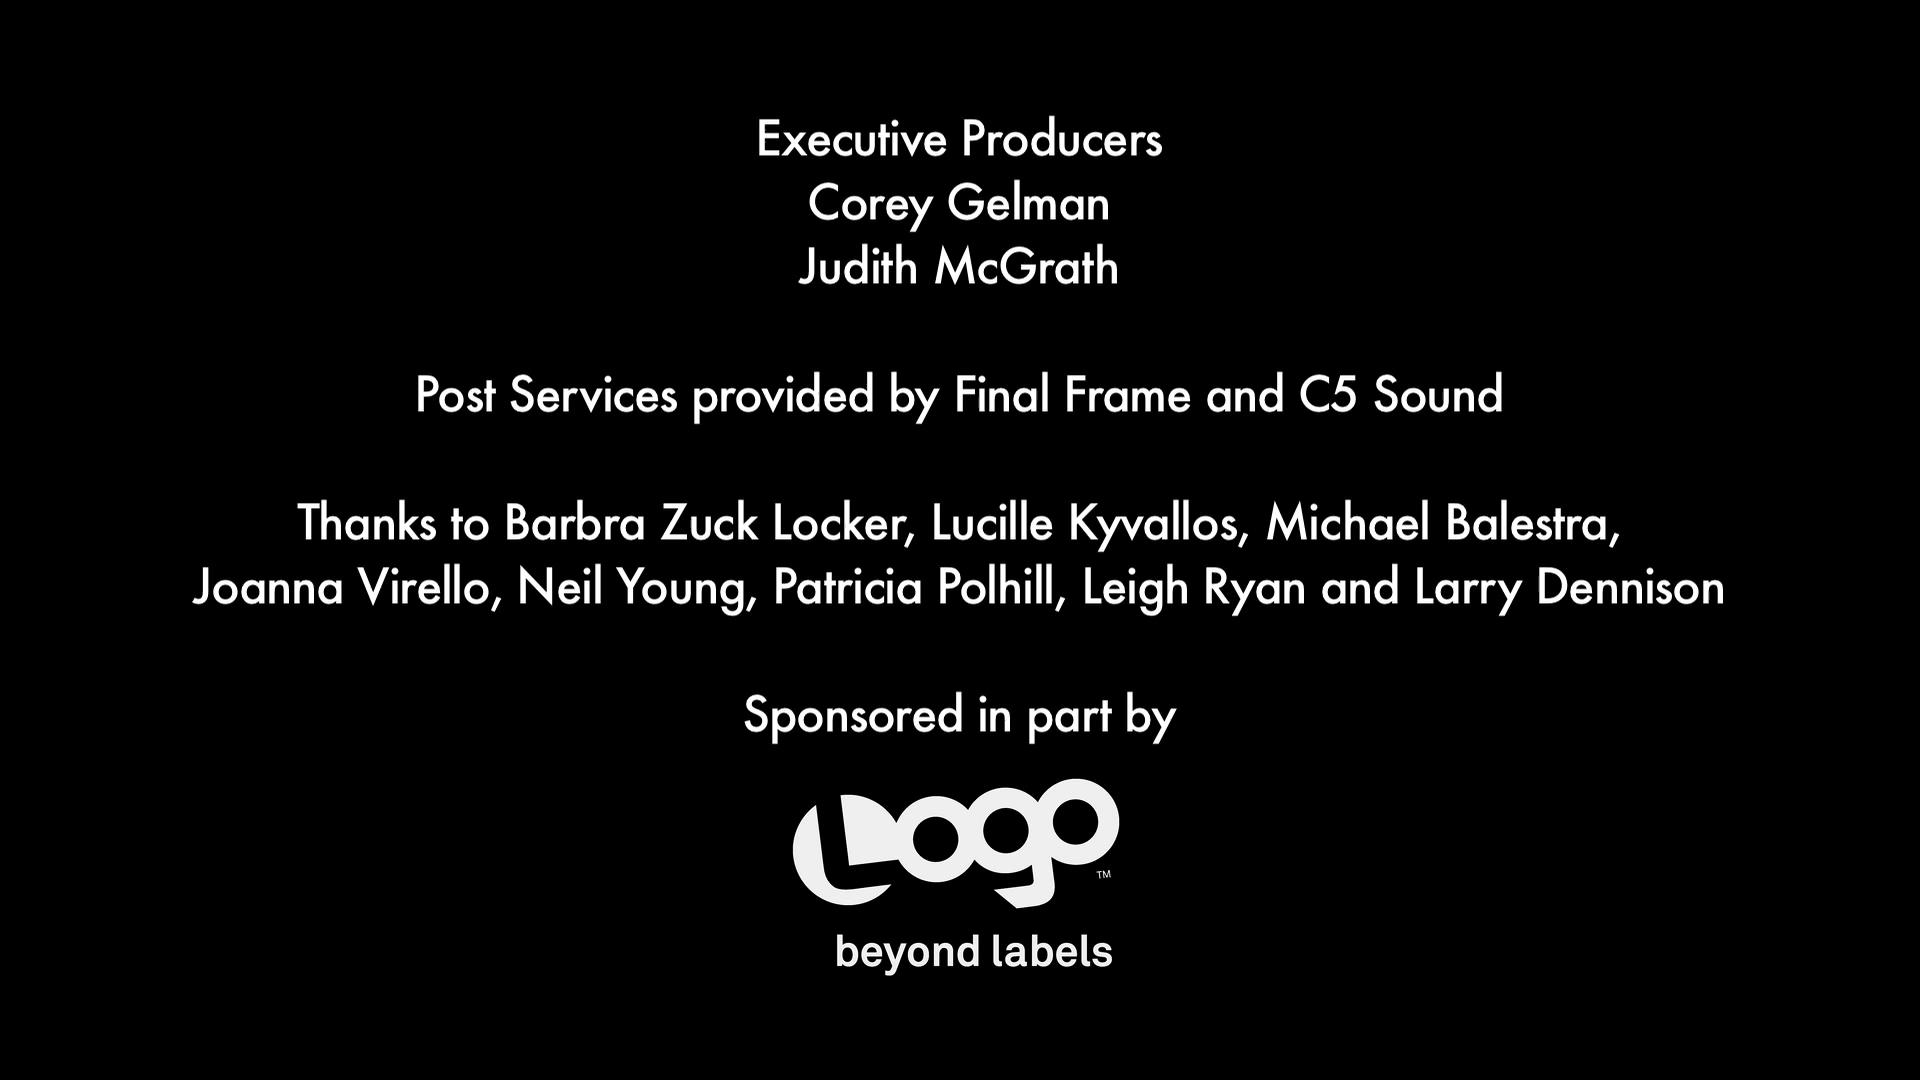 Executive Producers
Corey Gelman
Judith McGrath
Post Services provided by Final Frame and C5 Sound
Thanks to Barbra Zuck Locker, Lucille Kyvallos, Michael Balestra,
Joanna Virello, Neil Young, Patricia Polhill, Leigh Ryan and Larry Dennison
Sponsored in part by
Logo
TM
beyond labels